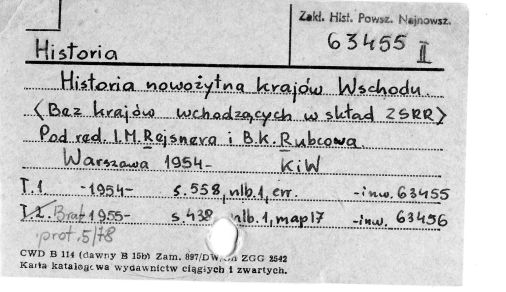 Zakł. Hist. Powsz. Najnowsz.
63455 II
Historia
Historia nowożytna krajów Wschodu.
(Bez krajów wchodzących w skład ZSRR)
Pod red. I.M. Rejsnera i B.K. Rubcowa.
Warszawa 1954- KiW
T.1 -1954- s. 558, nlb.1, err. -inw. 63455
T.2. Brak -1955- s. 438, nlb.1, map 17 -inw. 63456
prot. 5/78
CWD B 114 (dawny B 15b) Zam. 897/DW, ZGG 2542
Karta katalogowa wydawnictw ciągłych i zwartych.